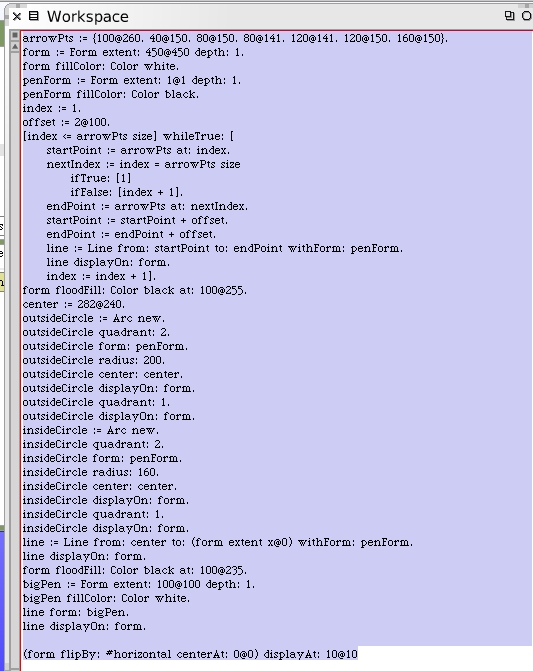 Workspace
arrowPts := {100@260. 40@150. 80@150. 80@141. 120@141. 120@150. 160@150}.
form := Form extent: 450@450 depth: 1.
form fillColor: Color white.
penForm := Form extent: 1@1 depth: 1.
penForm fillColor: Color black.
index := 1.
offset := 2@100.
[index <= arrowPts size] whileTrue: [
startPoint := arrowPts at: index.
nextIndex := index = arrowPts size
ifTrue: [1]
ifFalse: [index + 1].
endPoint := arrowPts at: nextIndex.
startPoint := startPoint + offset.
endPoint := endPoint + offset.
line := Line from: startPoint to: endPoint withForm: penForm.
line displayOn: form.
index := index + 1].
form floodFill: Color black at: 100@255.
center := 282@240.
outsideCircle := Arc new.
outsideCircle quadrant: 2.
outsideCircle form: penForm.
outsideCircle radius: 200.
outsideCircle center: center.
outsideCircle displayOn: form.
outsideCircle quadrant: 1.
outsideCircle displayOn: form.
insideCircle := Arc new.
insideCircle quadrant: 2.
insideCircle form: penForm.
insideCircle radius: 160.
insideCircle center: center.
insideCircle displayOn: form.
insideCircle quadrant: 1.
insideCircle displayOn: form.
line := Line from: center to: (form extent x@0) withForm: penForm.
line displayOn: form.
form floodFill: Color black at: 100@235.
bigPen := Form extent: 100@100 depth: 1.
bigPen fillColor: Color white.
line form: bigPen.
line displayOn: form.
(form flipBy: #horizontal centerAt: 0@0) displayAt: 10@10